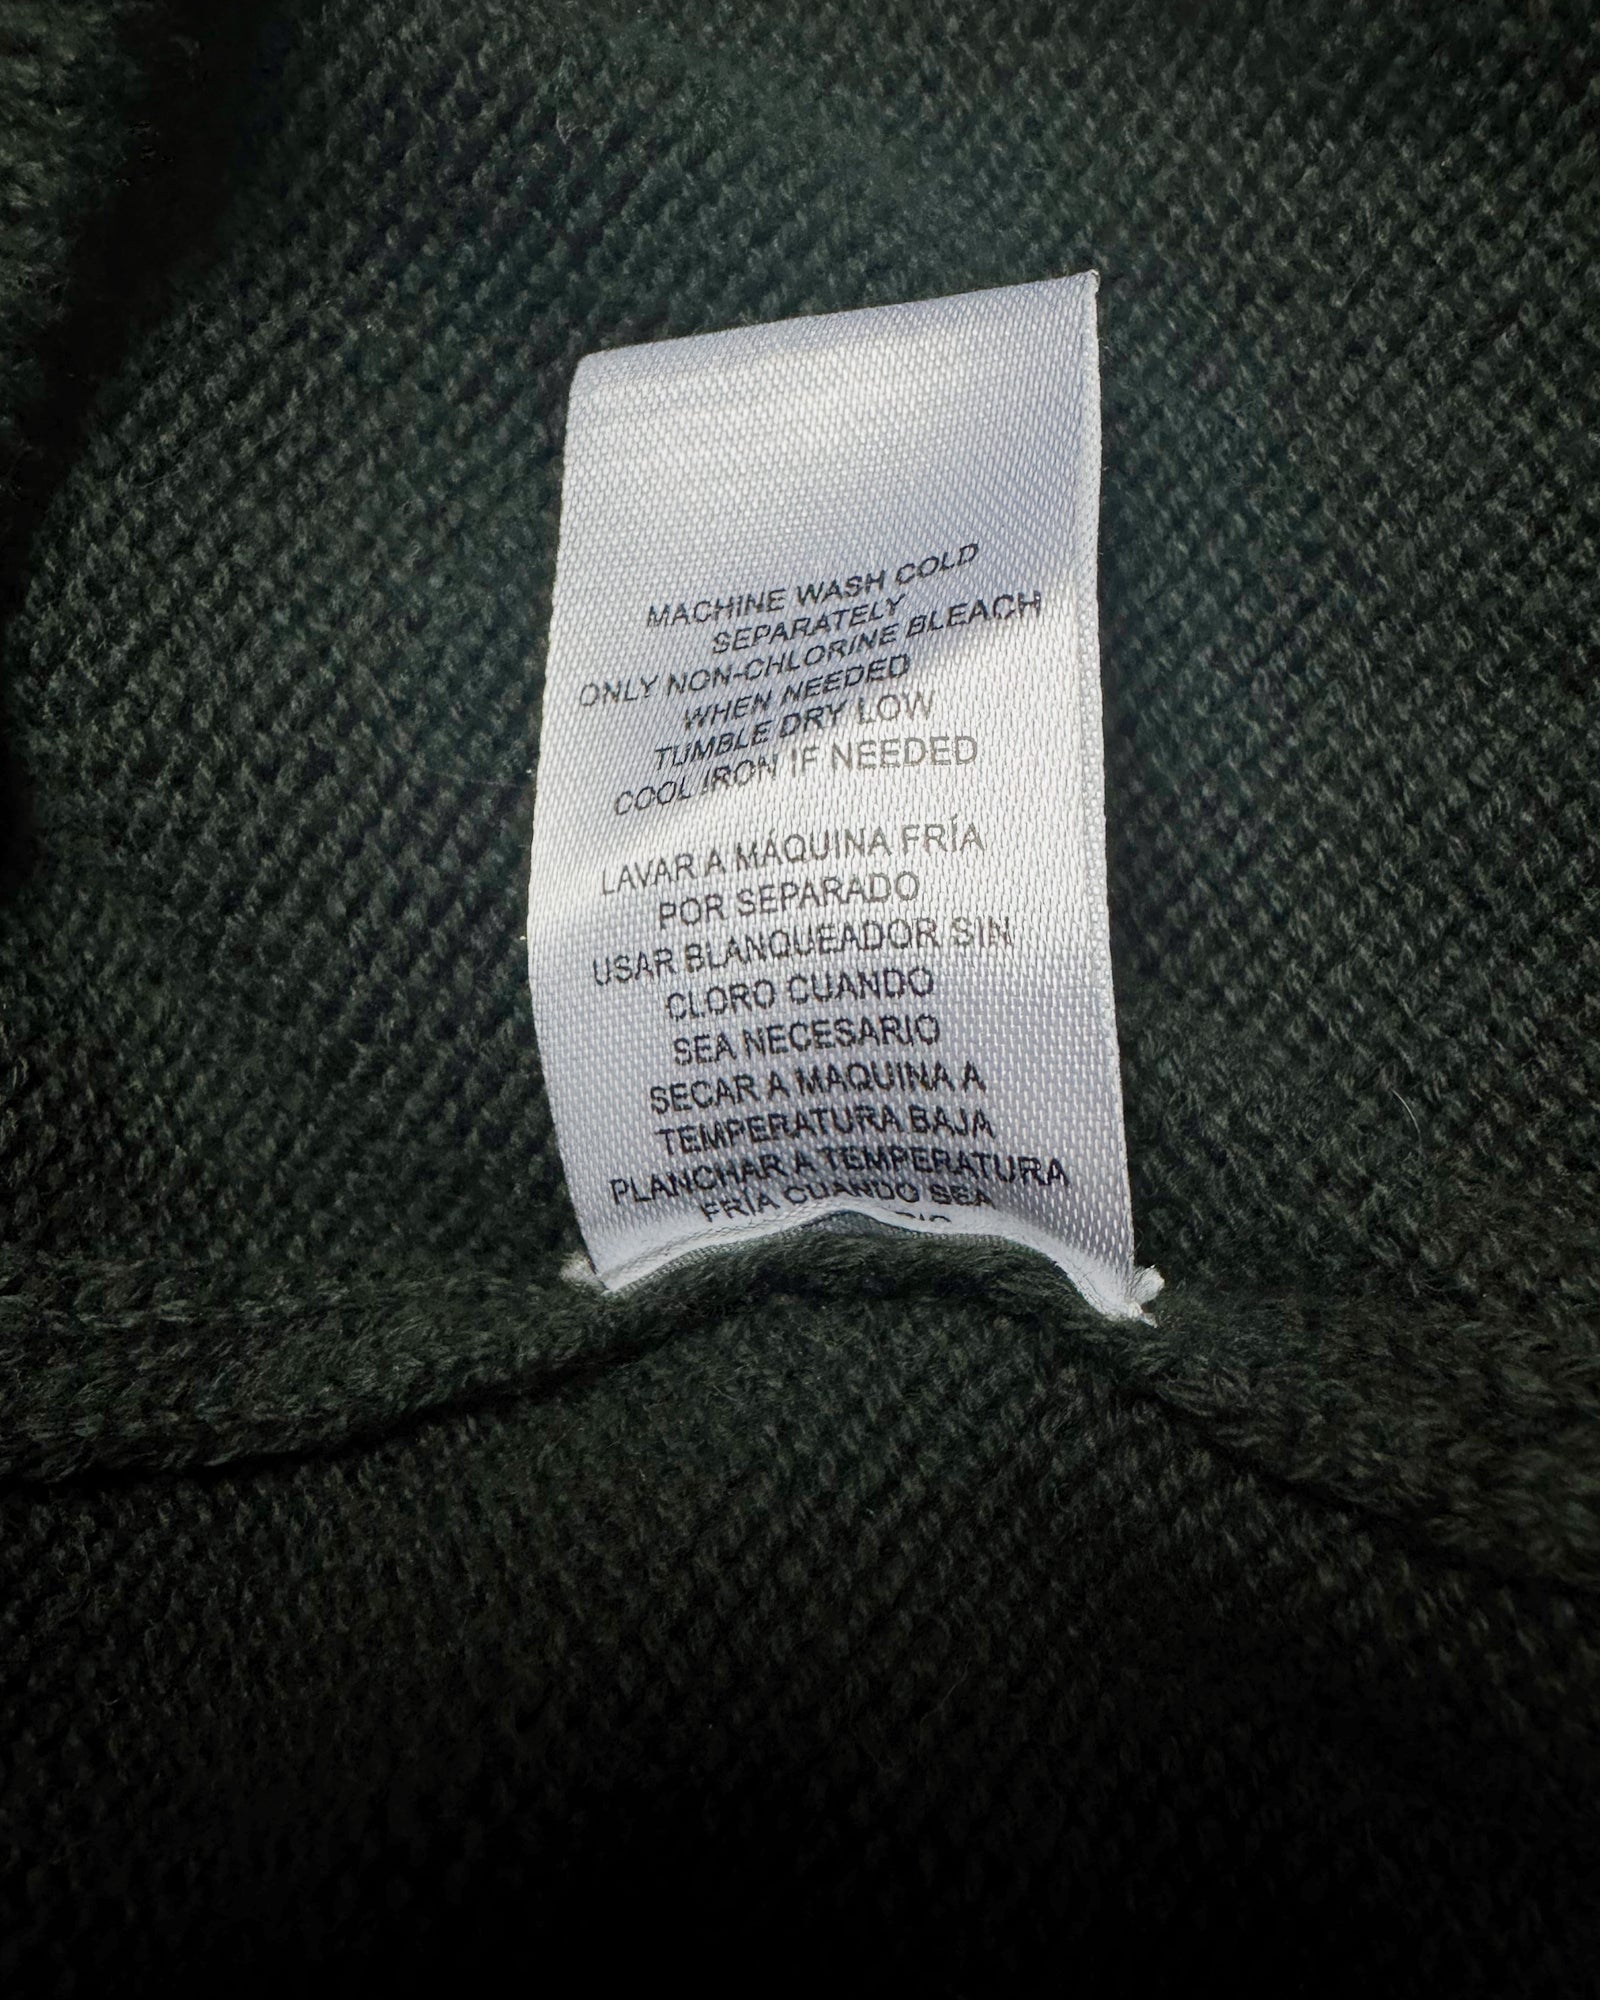 MACHINE WASH COLD
SEPARATELY
ONLY NON-CHLORINE BLEACH
WHEN NEEDED
TUMBLE DRY LOW
COOL IRON IF NEEDED
LAVAR A MÁQUINA FRÍA
POR SEPARADO
USAR BLANQUEADOR SIN
CLORO CUANDO
SEA NECESARIO
SECAR A MAQUINA A
TEMPERATURA BAJA
PLANCHAR A TEMPERATURA
FRIA CUANDO SEA